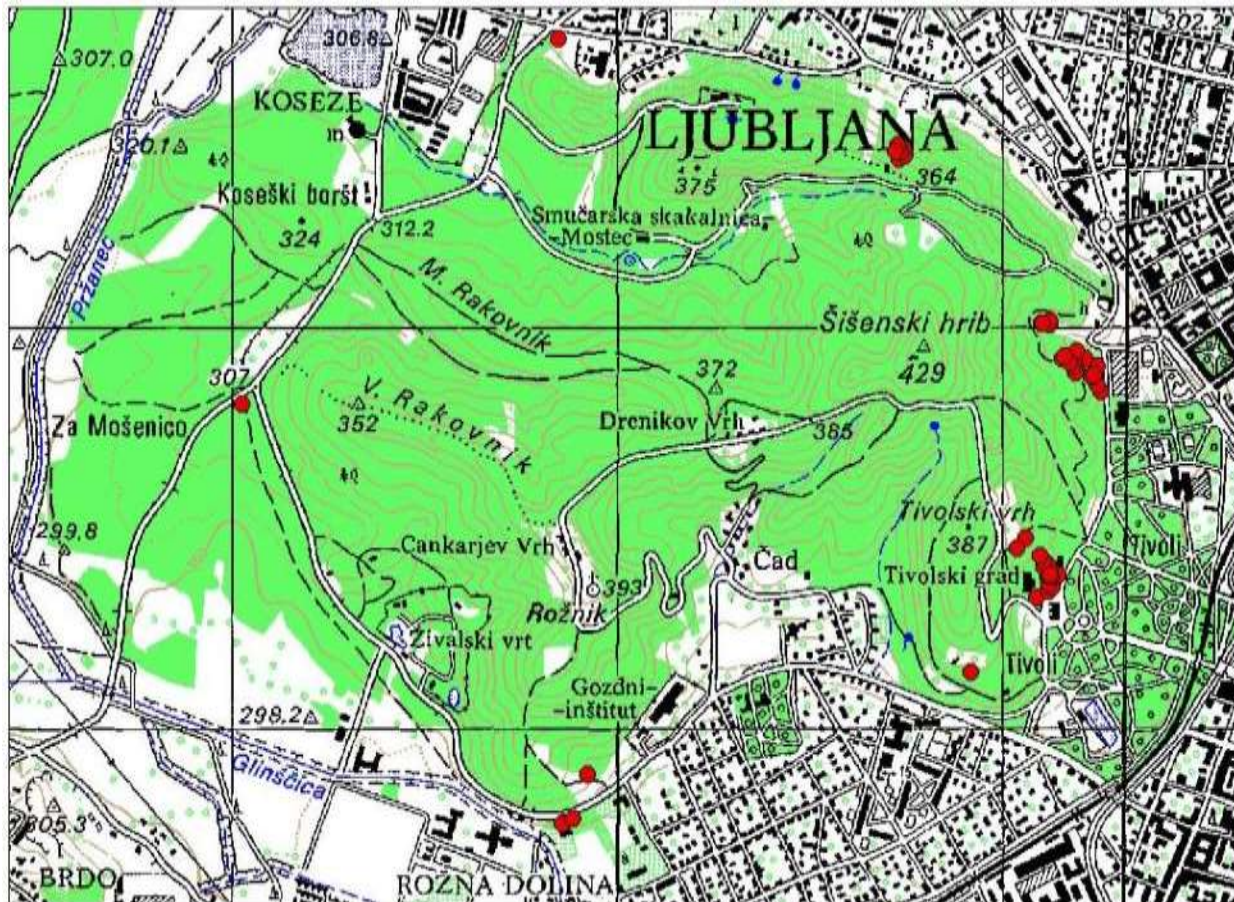 302.2
306.8
307.0
KOSEZE
m
LJUBLJANA
320.1
375
364
Koseški boršt
Smučarska skakalnica
-Mostec
324
312.2
Pržanec
M. Rakovnik
Šišenski hrib
429
307
372
V. Rakovnik
352
Za Mošenico
Drenikov Vrh
385
Tivolski vrh
387
299,8
Cankarjev Vrh
Čad
Tivolski grad
Tivoli
393
Rožnik
Živalski vrt
Tivoli
Gozdni-
-inštitut
298.2
Glinščica
305.3
BRDO
ROŽNA DOLINA